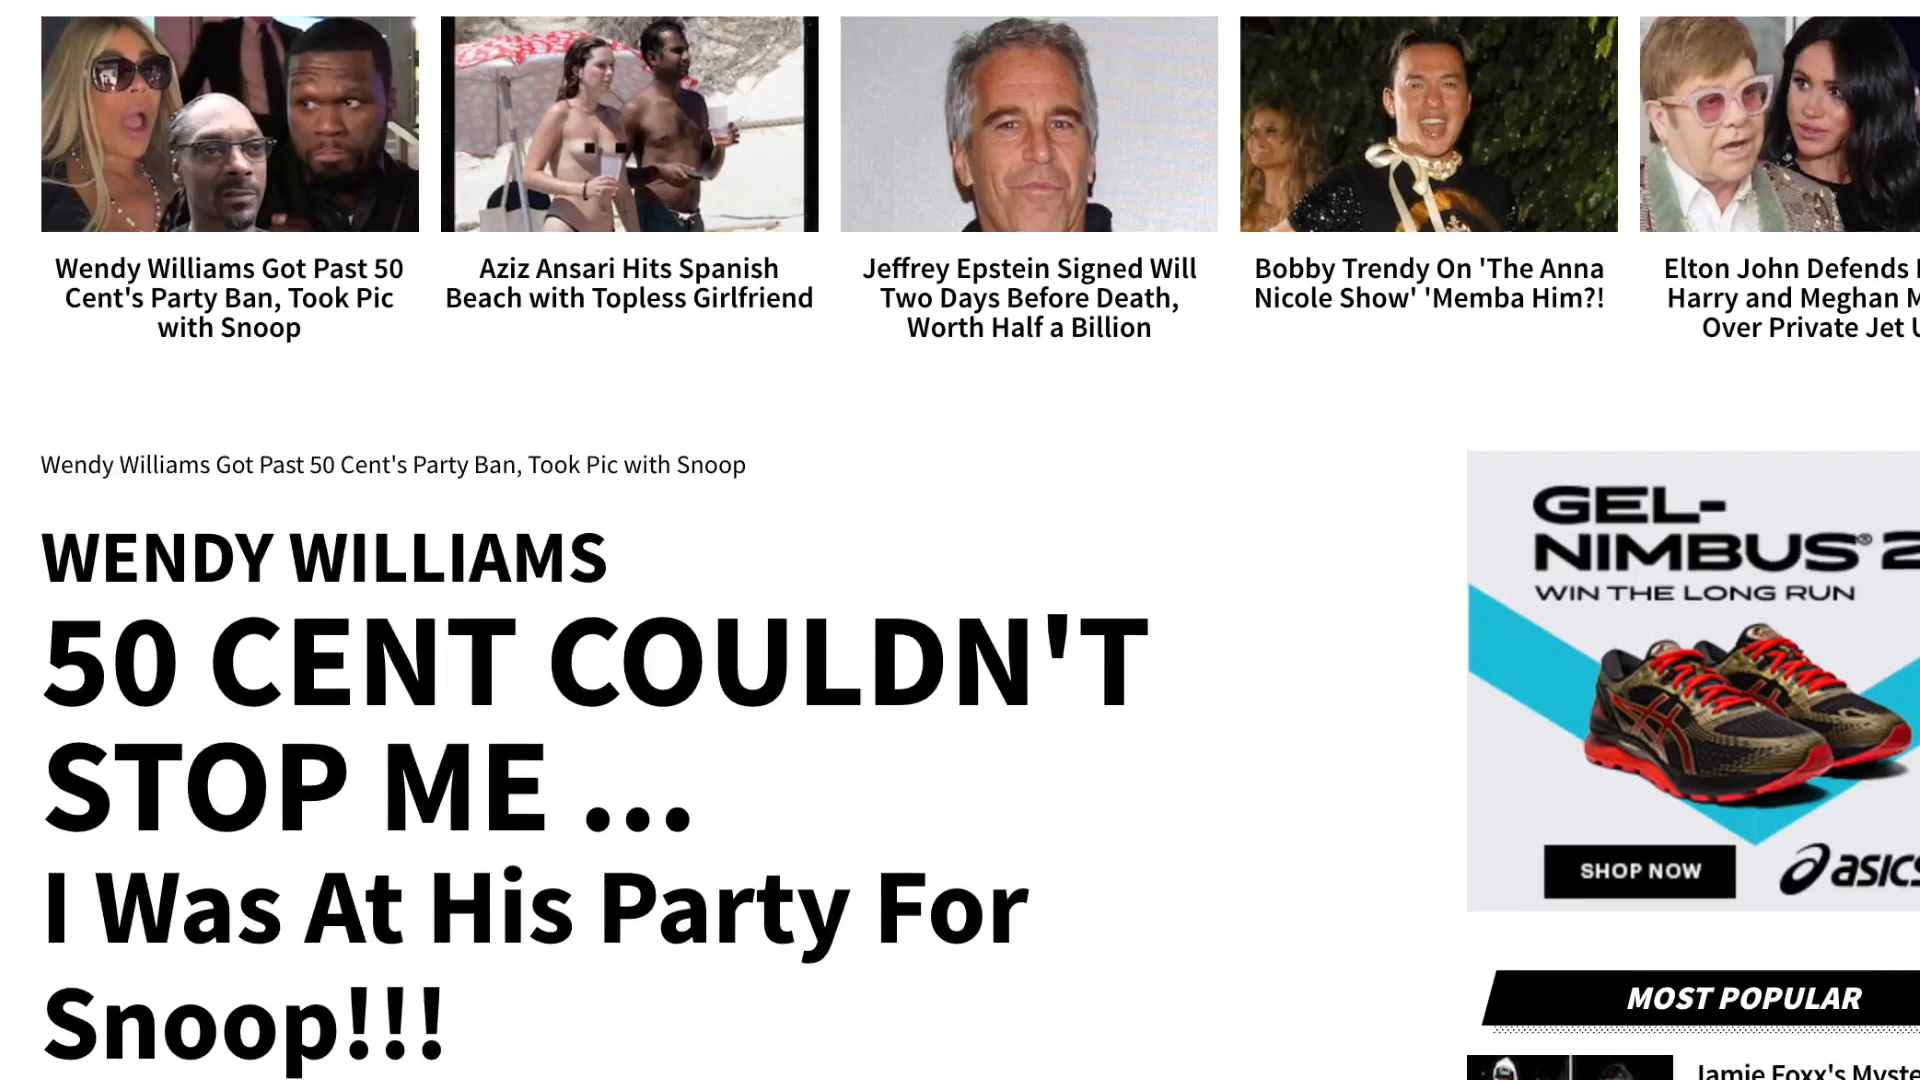 Wendy Williams Got Past 50
Cent's Party Ban, Took Pic
with Snoop
Aziz Ansari Hits Spanish
Beach with Topless Girlfriend
Jeffrey Epstein Signed Will
Two Days Before Death,
Worth Half a Billion
Bobby Trendy On 'The Anna
Nicole Show' 'Memba Him?!
Elton John Defends
Harry and Meghan
Over Private Jet
Wendy Williams Got Past 50 Cent's Party Ban, Took Pic with Snoop
WENDY WILLIAMS
50 CENT COULDN'T
STOP ME ...
I Was At His Party For
Snoop!!!
GEL-
NIMBUS® 2
WIN THE LONG RUN
SHOP NOW
asics
MOST POPULAR
Jamie Foxx's